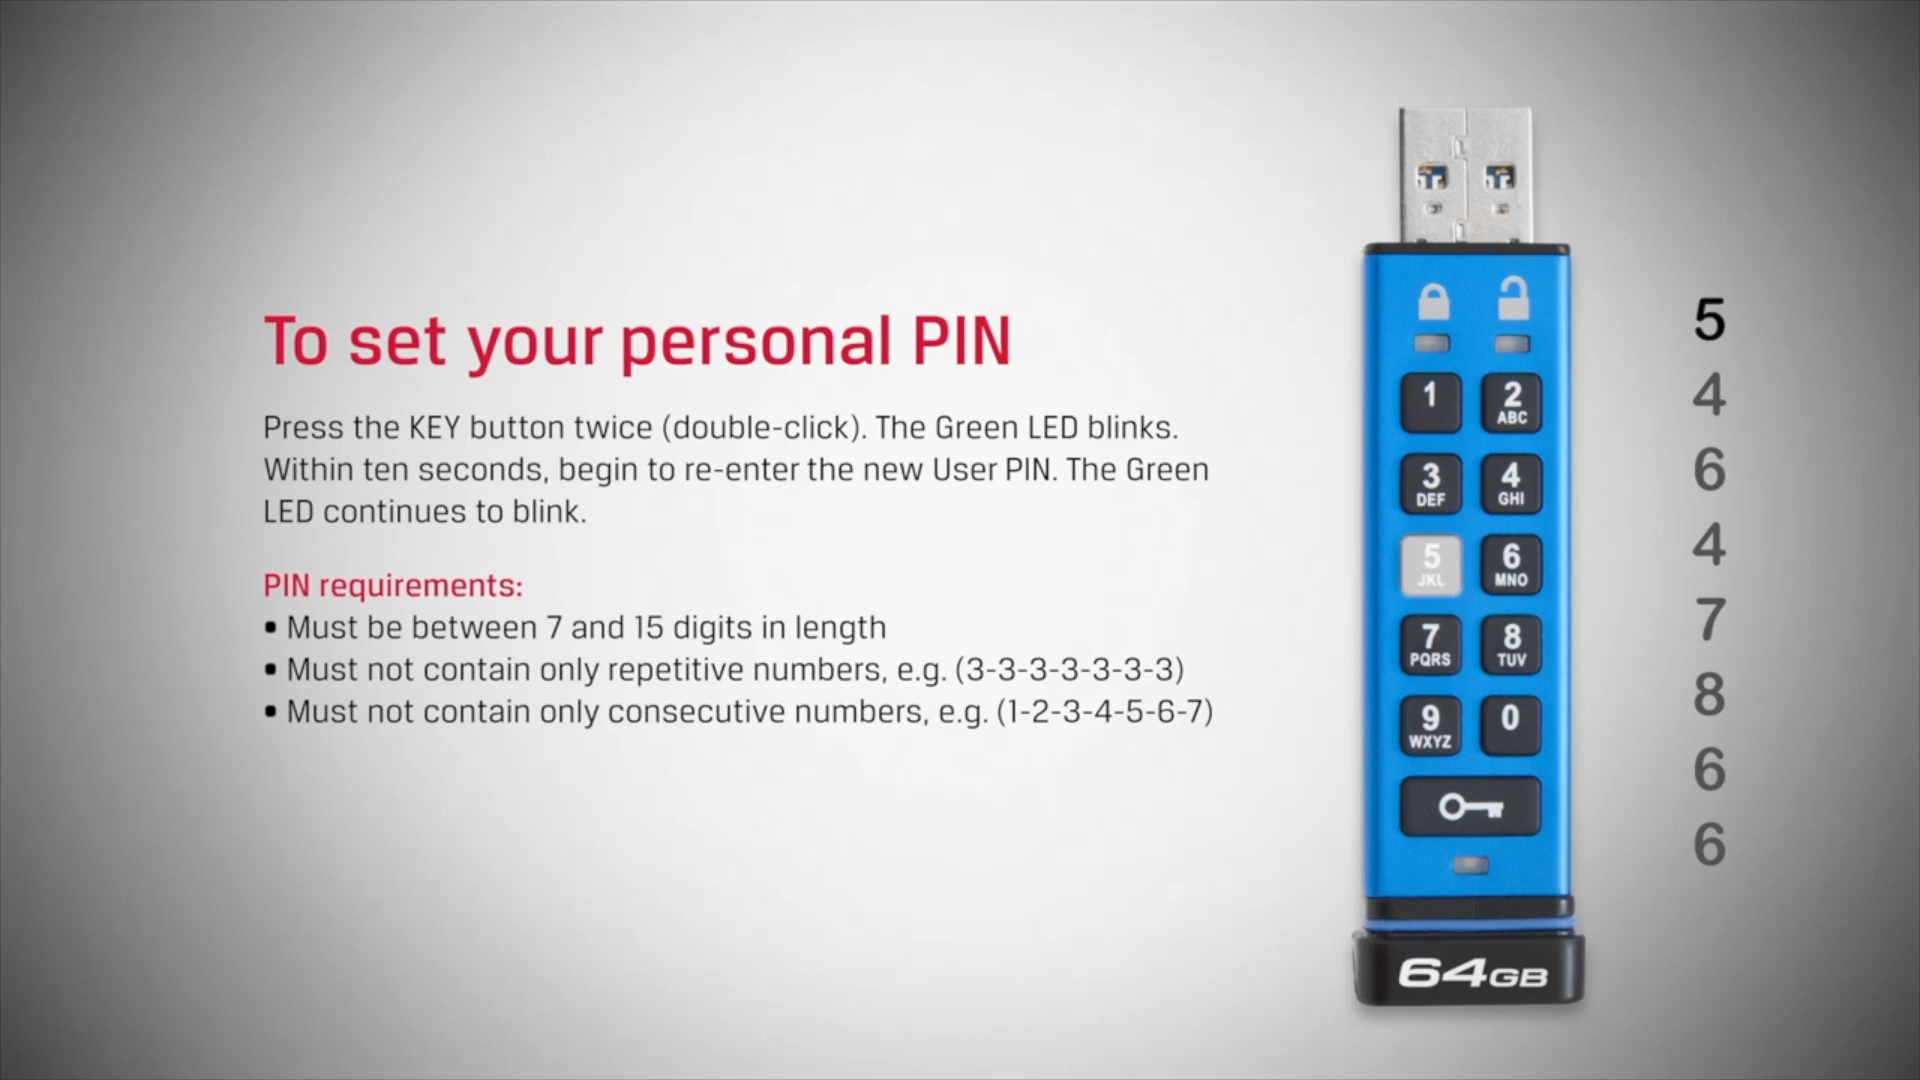 To set your personal PIN
Press the KEY button twice (double-click). The Green LED blinks.
Within ten seconds, begin to re-enter the new User PIN. The Green
LED continues to blink.
PIN requirements:
• Must be between 7 and 15 digits in length
• Must not contain only repetitive numbers, e.g. (3-3-3-3-3-3-3)
• Must not contain only consecutive numbers, e.g. (1-2-3-4-5-6-7)
1 2 ABC
3 DEF 4 GHI
5 JKL 6 MNO
7 PQRS 8 TUV
9 WXYZ 0
64GB
5
4
6
4
7
8
6
6